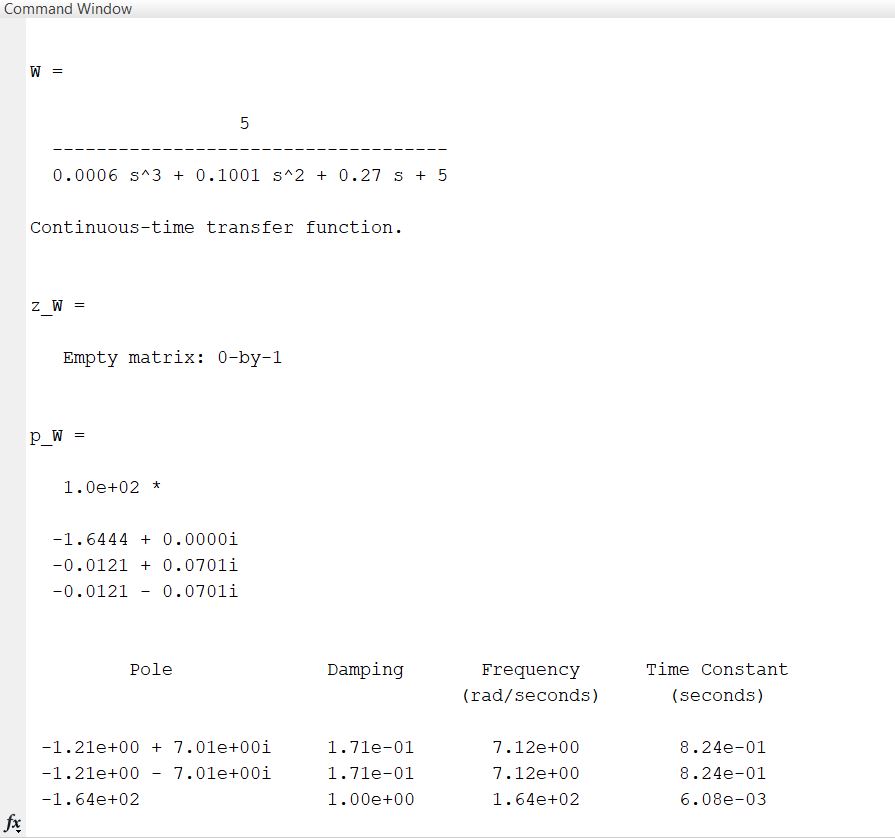 Command Window
W =
5
------------------------------------
0.0006 s^3 + 0.1001 s^2 + 0.27 s + 5
Continuous-time transfer function.
z_W =
Empty matrix: 0-by-1
p_W =
1.0e+02 *
-1.6444 + 0.0000i
-0.0121 + 0.0701i
-0.0121 - 0.0701i
Pole Damping Frequency Time Constant
(rad/seconds) (seconds)
-1.21e+00 + 7.01e+00i 1.71e-01 7.12e+00 8.24e-01
-1.21e+00 - 7.01e+00i 1.71e-01 7.12e+00 8.24e-01
-1.64e+02 1.00e+00 1.64e+02 6.08e-03
fx